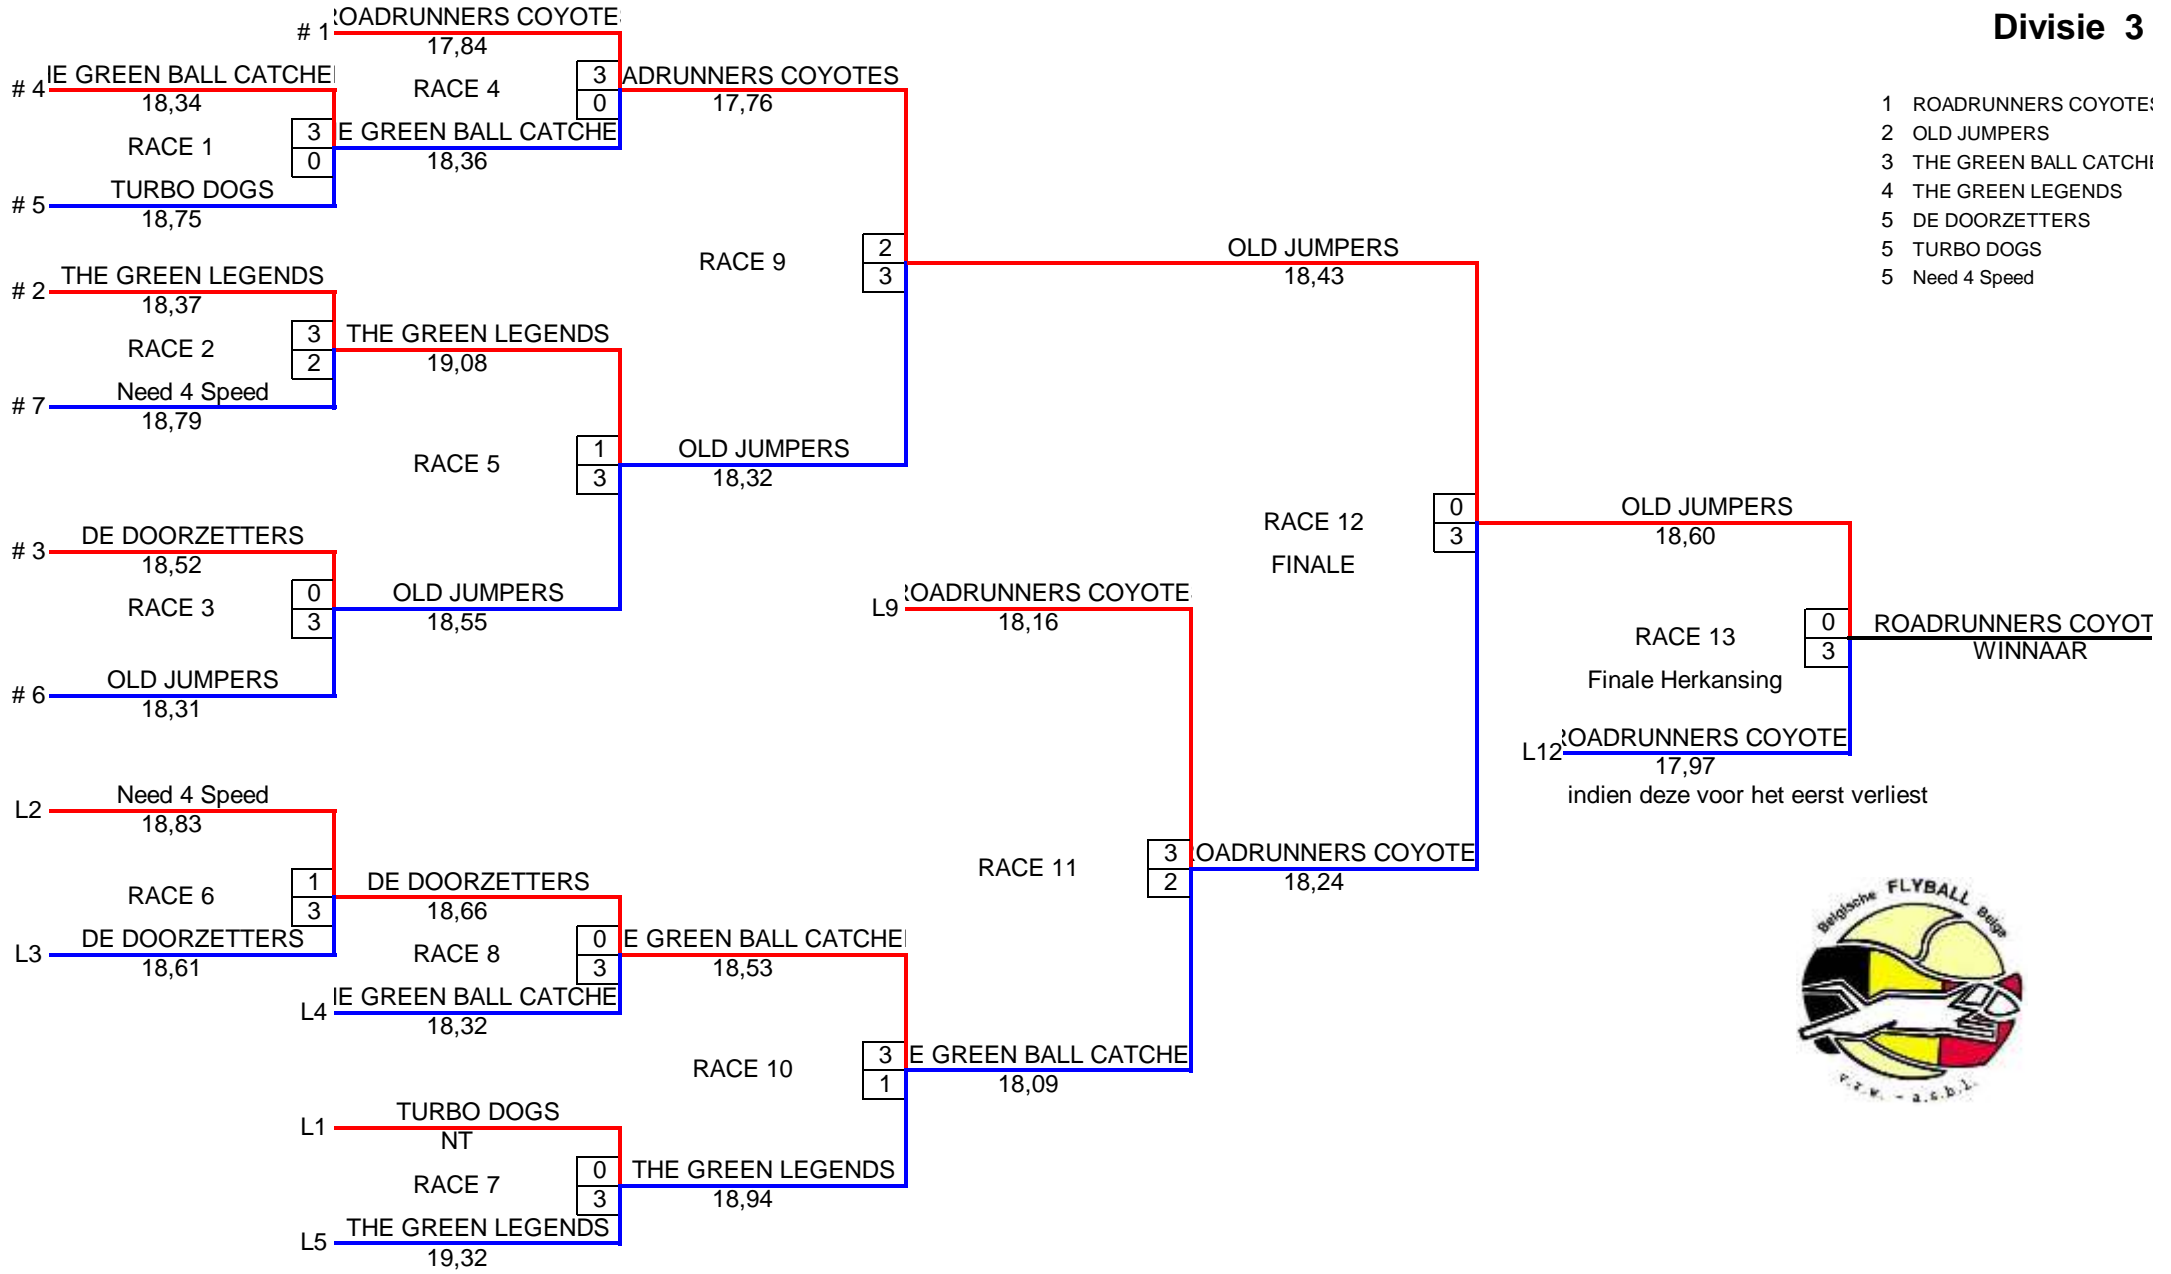 Divisie 3
1 ROADRUNNERS COYOTES
2 OLD JUMPERS
3 THE GREEN BALL CATCHE
4 THE GREEN LEGENDS
5 DE DOORZETTERS
5 TURBO DOGS
5 Need 4 Speed
# 1 ROADRUNNERS COYOTE
17,84
# 4 IE GREEN BALL CATCHE
18,34
RACE 1
3
0
# 5 TURBO DOGS
18,75
RACE 4
3
0
E GREEN BALL CATCHE
18,36
ADRUNNERS COYOTES
17,76
# 2 THE GREEN LEGENDS
18,37
RACE 2
3
2
# 7 Need 4 Speed
18,79
THE GREEN LEGENDS
19,08
RACE 5
1
3
OLD JUMPERS
18,32
# 3 DE DOORZETTERS
18,52
RACE 3
0
3
# 6 OLD JUMPERS
18,31
OLD JUMPERS
18,55
RACE 9
2
3
OLD JUMPERS
18,43
L2 Need 4 Speed
18,83
RACE 6
1
3
L3 DE DOORZETTERS
18,61
DE DOORZETTERS
18,66
RACE 8
0
3
L4 IE GREEN BALL CATCHE
18,32
E GREEN BALL CATCHE
18,53
L1 TURBO DOGS
NT
RACE 7
0
3
L5 THE GREEN LEGENDS
19,32
THE GREEN LEGENDS
18,94
RACE 10
3
1
E GREEN BALL CATCHE
18,09
L9 ROADRUNNERS COYOTE
18,16
RACE 11
3
2
ROADRUNNERS COYOTE
18,24
RACE 12
FINALE
0
3
OLD JUMPERS
18,60
RACE 13
Finale Herkansing
0
3
L12 ROADRUNNERS COYOTE
17,97
indien deze voor het eerst verliest
ROADRUNNERS COYOT
WINNAAR
Belgische FLYBALL Belge
v.z.w. - a.s.b.l.